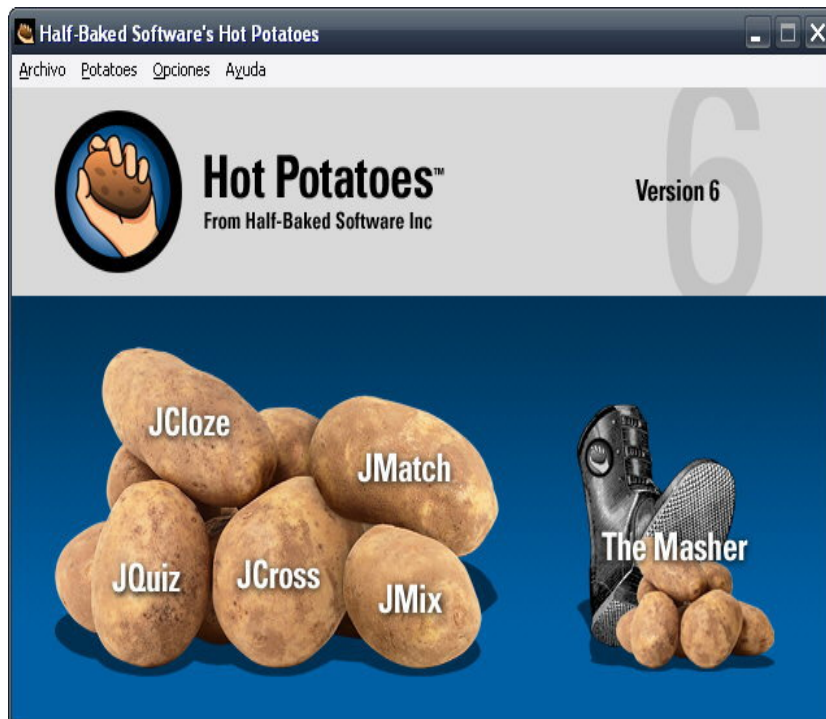 Half-Baked Software's Hot Potatoes
Archivo Potatoes Opciones Ayuda
Hot Potatoes™
From Half-Baked Software Inc
Version 6
6
JCloze
JMatch
JQuiz
JCross
JMix
The Masher